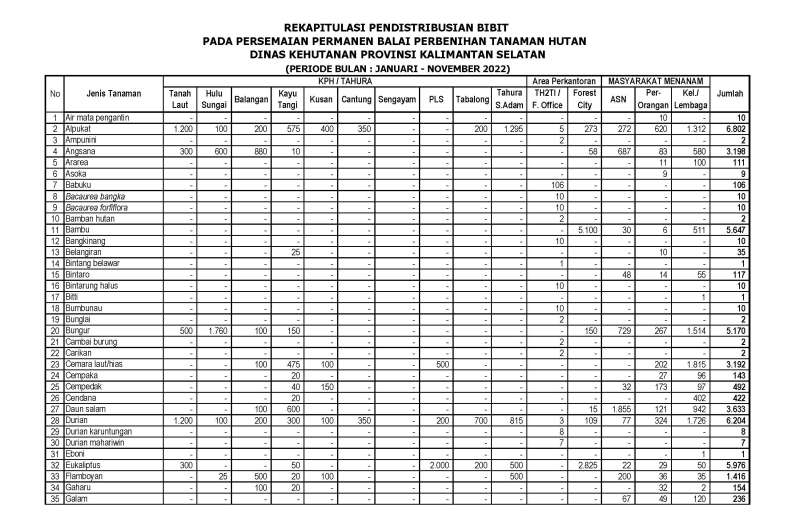 REKAPITULASI PENDISTRIBUSIAN BIBIT
PADA PERSEMAIAN PERMANEN BALAI PERBENIHAN TANAMAN HUTAN
DINAS KEHUTANAN PROVINSI KALIMANTAN SELATAN
(PERIODE BULAN : JANUARI - NOVEMBER 2022)
No Jenis Tanaman KPH / TAHURA Area Perkantoran MASYARAKAT MENANAM Jumlah
Tanah Laut Hulu Sungai Balangan Kayu Tangi Kusan Cantung Sengayam PLS Tabalong Tahura S.Adam TH2TI / F. Office Forest City ASN Per-Orangan Kel./ Lembaga
1 Air mata pengantin - - - - - - - - - - - - - 10 - 10
2 Alpukat 1.200 100 200 575 400 350 - - 200 1.295 5 273 272 620 1.312 6.802
3 Ampunini - - - - - - - - - - 2 - - - - 2
4 Angsana 300 600 880 10 - - - - - - - 58 687 83 580 3.198
5 Ararea - - - - - - - - - - - - - 11 100 111
6 Asoka - - - - - - - - - - - - - 9 - 9
7 Babuku - - - - - - - - - - 106 - - - - 106
8 Bacaurea bangka - - - - - - - - - - 10 - - - - 10
9 Bacaurea forfiflora - - - - - - - - - - 10 - - - - 10
10 Bamban hutan - - - - - - - - - - 2 - - - - 2
11 Bambu - - - - - - - - - - - 5.100 30 6 511 5.647
12 Bangkinang - - - - - - - - - - 10 - - - - 10
13 Belangiran - - - 25 - - - - - - - - - 10 - 35
14 Bintang belawar - - - - - - - - - - 1 - - - - 1
15 Bintaro - - - - - - - - - - - - 48 14 55 117
16 Bintarung halus - - - - - - - - - - 10 - - - - 10
17 Bitti - - - - - - - - - - - - - - 1 1
18 Bumbunau - - - - - - - - - - 10 - - - - 10
19 Bunglai - - - - - - - - - - 2 - - - - 2
20 Bungur 500 1.760 100 150 - - - - - - - 150 729 267 1.514 5.170
21 Cambai burung - - - - - - - - - - 2 - - - - 2
22 Carikan - - - - - - - - - - 2 - - - - 2
23 Cemara laut/hias - - 100 475 100 - - 500 - - - - - 202 1.815 3.192
24 Cempaka - - - 20 - - - - - - - - - 27 96 143
25 Cempedak - - - 40 150 - - - - - - - 32 173 97 492
26 Cendana - - - 20 - - - - - - - - - - 402 422
27 Daun salam - - 100 600 - - - - - - - 15 1.855 121 942 3.633
28 Durian 1.200 100 200 300 100 350 - 200 700 815 3 109 77 324 1.726 6.204
29 Durian karuntungan - - - - - - - - - - 8 - - - - 8
30 Durian mahariwin - - - - - - - - - - 7 - - - - 7
31 Eboni - - - - - - - - - - - - - - 1 1
32 Eukaliptus 300 - - 50 - - - 2.000 200 500 - 2.825 22 29 50 5.976
33 Flamboyan - 25 500 20 100 - - - - 500 - - 200 36 35 1.416
34 Gaharu - - 100 20 - - - - - - - - - 32 2 154
35 Galam - - - - - - - - - - - - 67 49 120 236